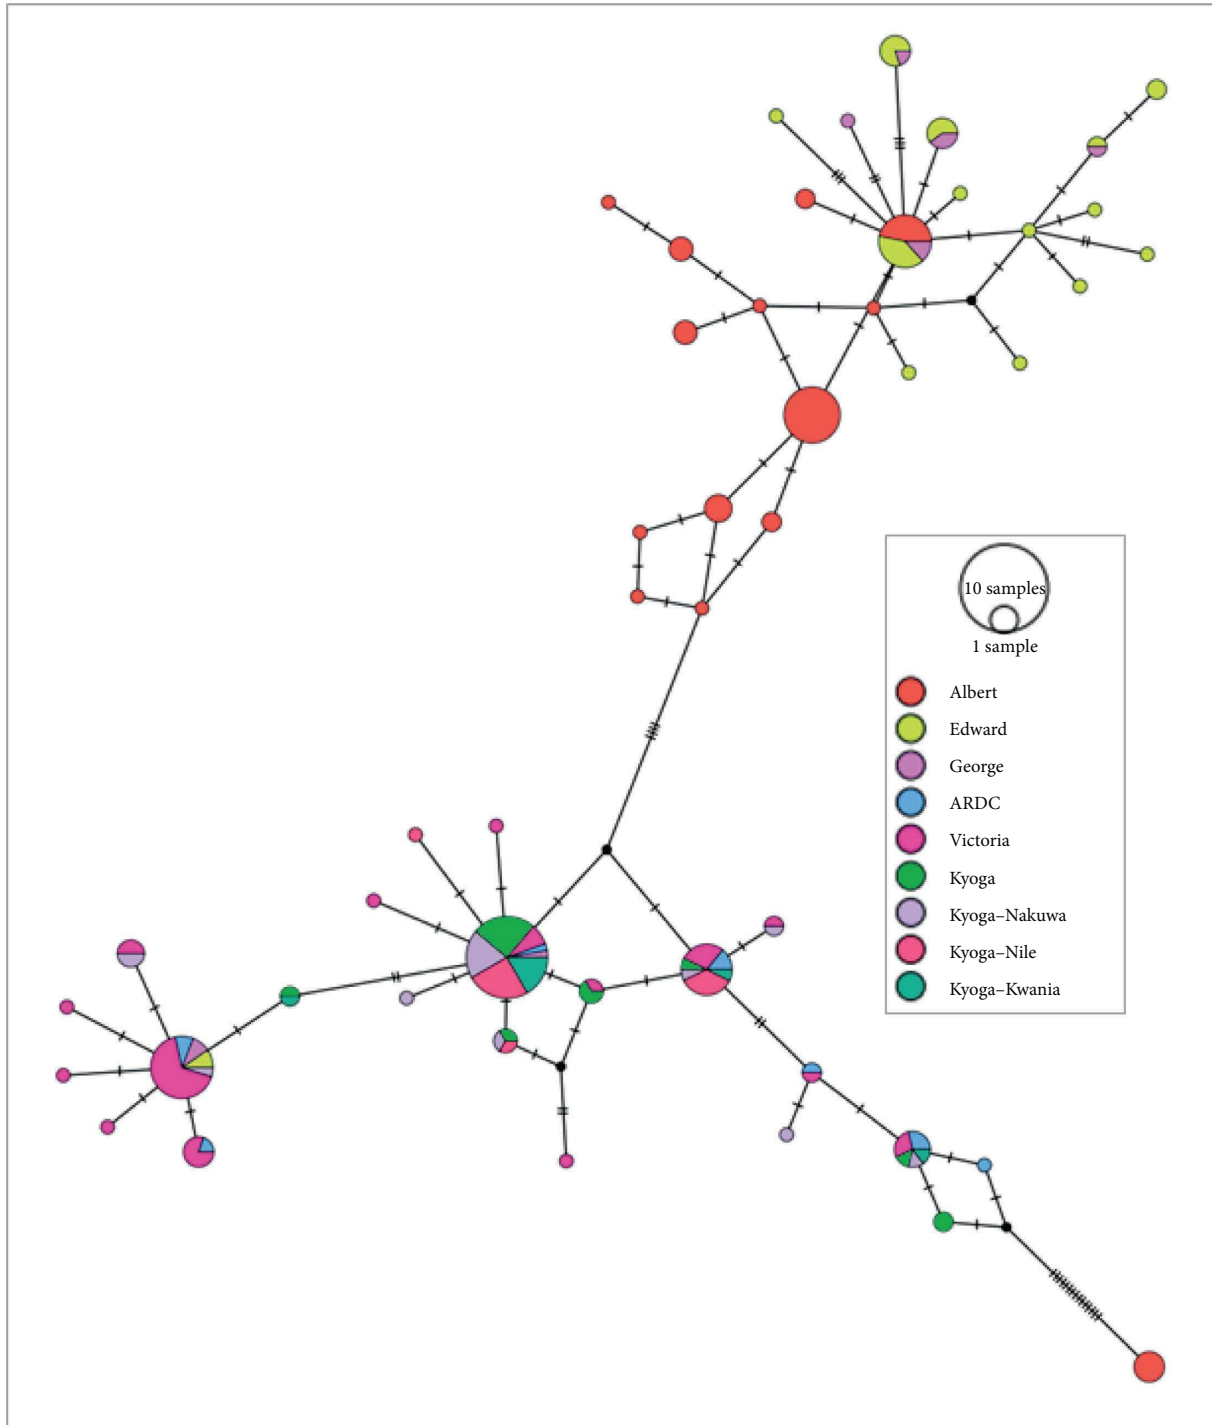 10 samples
1 sample
Albert
Edward
George
ARDC
Victoria
Kyoga
Kyoga–Nakuwa
Kyoga–Nile
Kyoga–Kwania